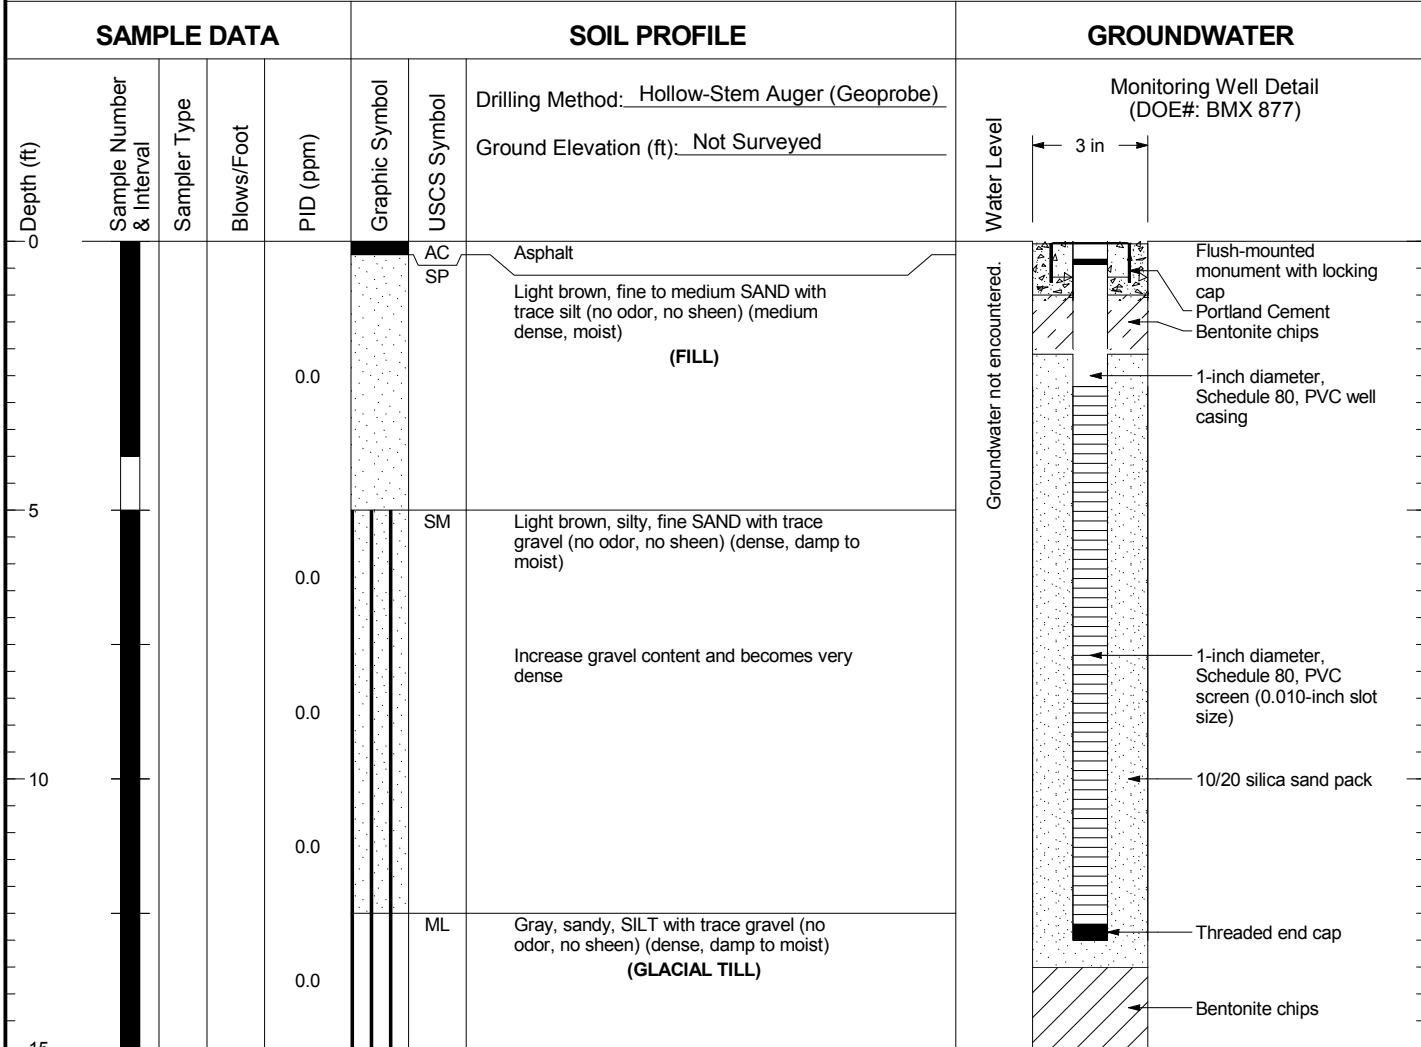 SAMPLE DATA
SOIL PROFILE
GROUNDWATER
Depth (ft)
Sample Number
& Interval
Sampler Type
Blows/Foot
PID (ppm)
Graphic Symbol
USCS Symbol
Drilling Method: Hollow-Stem Auger (Geoprobe)
Ground Elevation (ft): Not Surveyed
Water Level
Monitoring Well Detail
(DOE#: BMX 877)
3 in
0
AC
Asphalt
SP
Light brown, fine to medium SAND with
trace silt (no odor, no sheen) (medium
dense, moist)
(FILL)
0.0
Groundwater not encountered.
Flush-mounted
monument with locking
cap
Portland Cement
Bentonite chips
1-inch diameter,
Schedule 80, PVC well
casing
5
SM
Light brown, silty, fine SAND with trace
gravel (no odor, no sheen) (dense, damp to
moist)
0.0
Increase gravel content and becomes very
dense
0.0
1-inch diameter,
Schedule 80, PVC
screen (0.010-inch slot
size)
10
10/20 silica sand pack
0.0
ML
Gray, sandy, SILT with trace gravel (no
odor, no sheen) (dense, damp to moist)
(GLACIAL TILL)
0.0
Threaded end cap
Bentonite chips
15